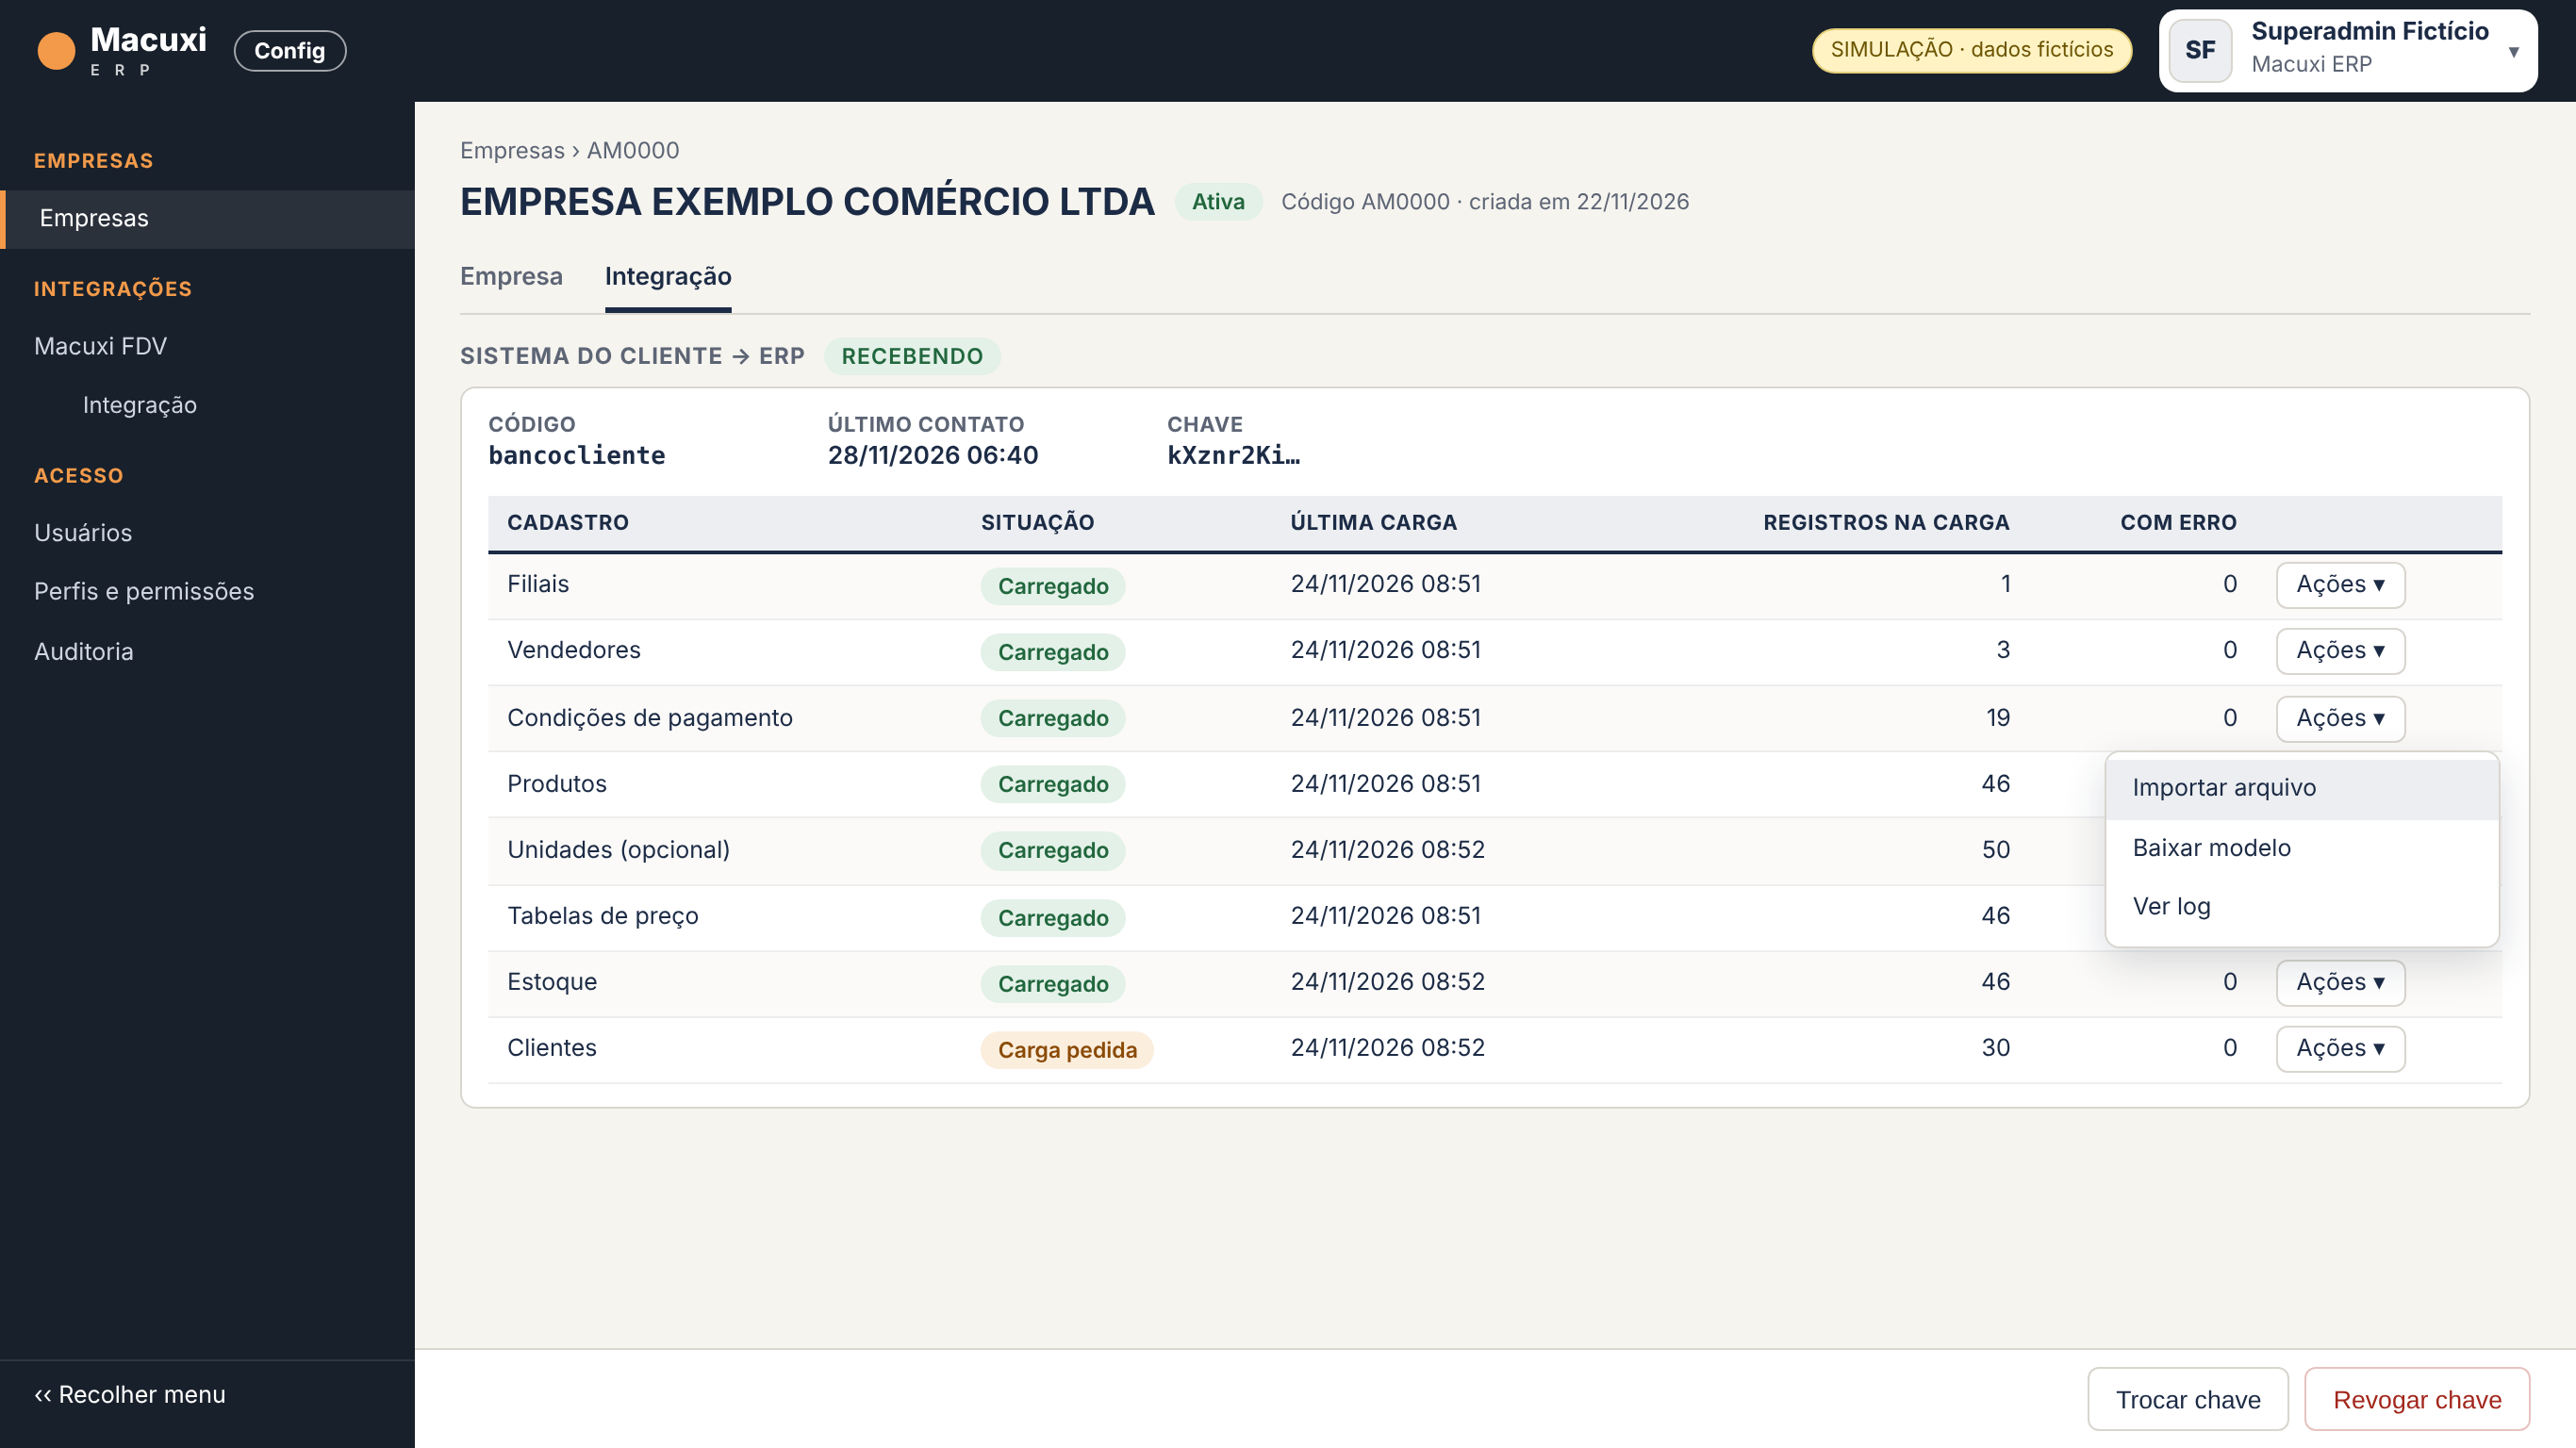 Macuxi
ERP
Config
SIMULAÇÃO · dados fictícios
SF
Superadmin Fictício
Macuxi ERP
▼
EMPRESAS
Empresas
INTEGRAÇÕES
Macuxi FDV
Integração
ACESSO
Usuários
Perfis e permissões
Auditoria
‹‹ Recolher menu
Empresas › AM0000
EMPRESA EXEMPLO COMÉRCIO LTDA Ativa Código AM0000 · criada em 22/11/2026
Empresa Integração
SISTEMA DO CLIENTE → ERP RECEBENDO
CÓDIGO ÚLTIMO CONTATO CHAVE
bancocliente 28/11/2026 06:40 kXznr2Ki…
CADASTRO SITUAÇÃO ÚLTIMA CARGA REGISTROS NA CARGA COM ERRO
Filiais Carregado 24/11/2026 08:51 1 0 Ações ▾
Vendedores Carregado 24/11/2026 08:51 3 0 Ações ▾
Condições de pagamento Carregado 24/11/2026 08:51 19 0 Ações ▾
Produtos Carregado 24/11/2026 08:51 46
Unidades (opcional) Carregado 24/11/2026 08:52 50
Tabelas de preço Carregado 24/11/2026 08:51 46
Importar arquivo
Baixar modelo
Ver log
Estoque Carregado 24/11/2026 08:52 46 0 Ações ▾
Clientes Carga pedida 24/11/2026 08:52 30 0 Ações ▾
Trocar chave Revogar chave